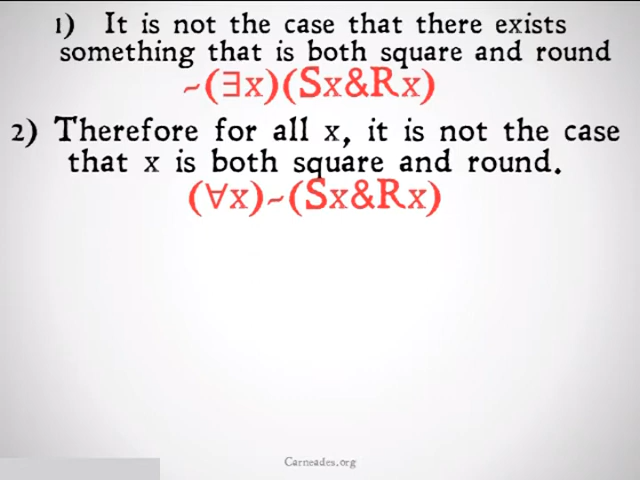 1) It is not the case that there exists
something that is both square and round
~(∃x)(Sx&Rx)
2) Therefore for all x, it is not the case
that x is both square and round.
(∀x)~(Sx&Rx)
Carneades.org